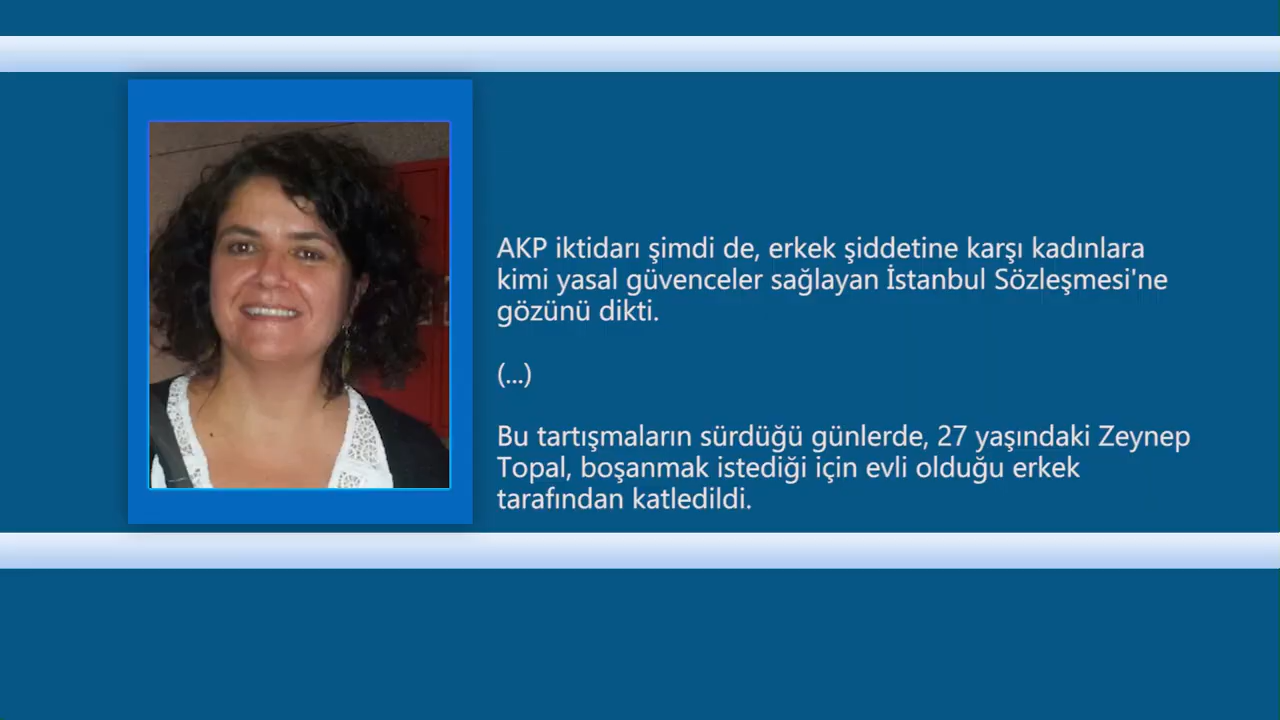 AKP iktidarı şimdi de, erkek şiddetine karşı kadınlara
kimi yasal güvenceler sağlayan İstanbul Sözleşmesi'ne
gözünü dikti.
(...)
Bu tartışmaların sürdüğü günlerde, 27 yaşındaki Zeynep
Topal, boşanmak istediği için evli olduğu erkek
tarafından katledildi.